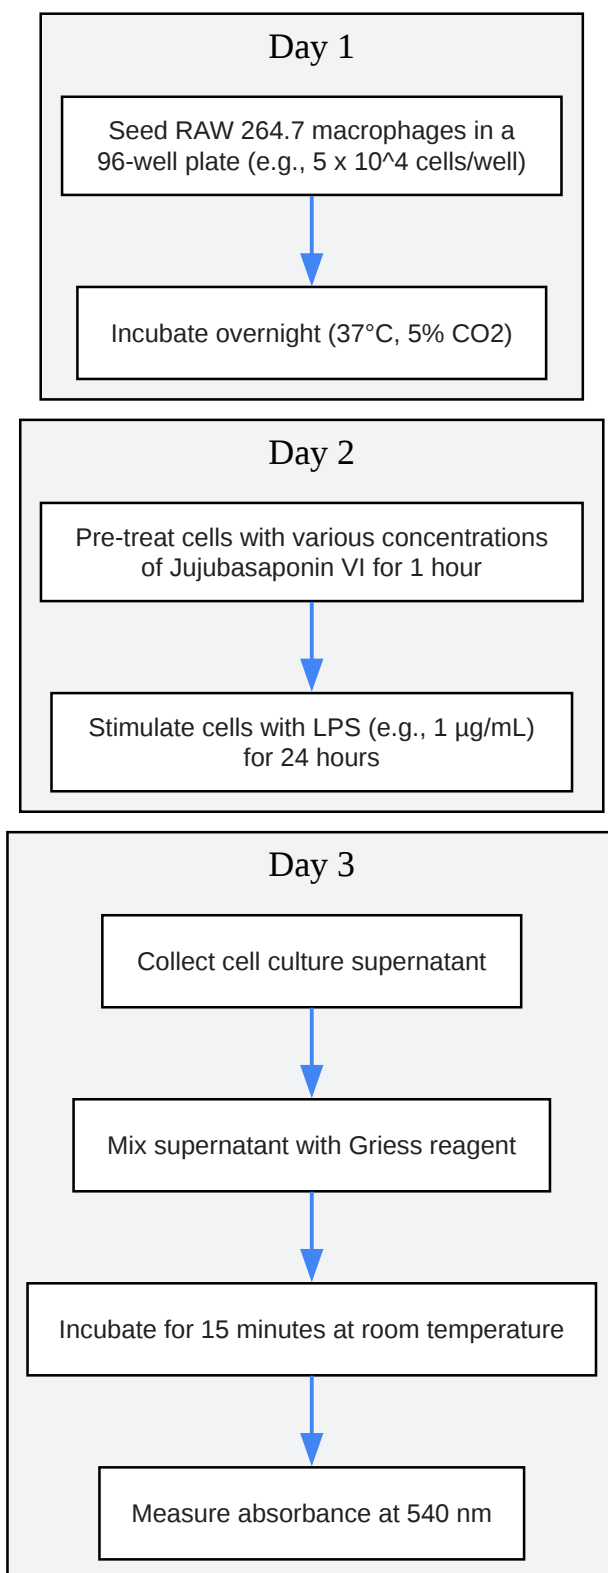 Day 1
Seed RAW 264.7 macrophages in a
96-well plate (e.g., 5 x 10^4 cells/well)
Incubate overnight (37°C, 5% CO2)
Day 2
Pre-treat cells with various concentrations
of Jujubasaponin VI for 1 hour
Stimulate cells with LPS (e.g., 1 µg/mL)
for 24 hours
Day 3
Collect cell culture supernatant
Mix supernatant with Griess reagent
Incubate for 15 minutes at room temperature
Measure absorbance at 540 nm